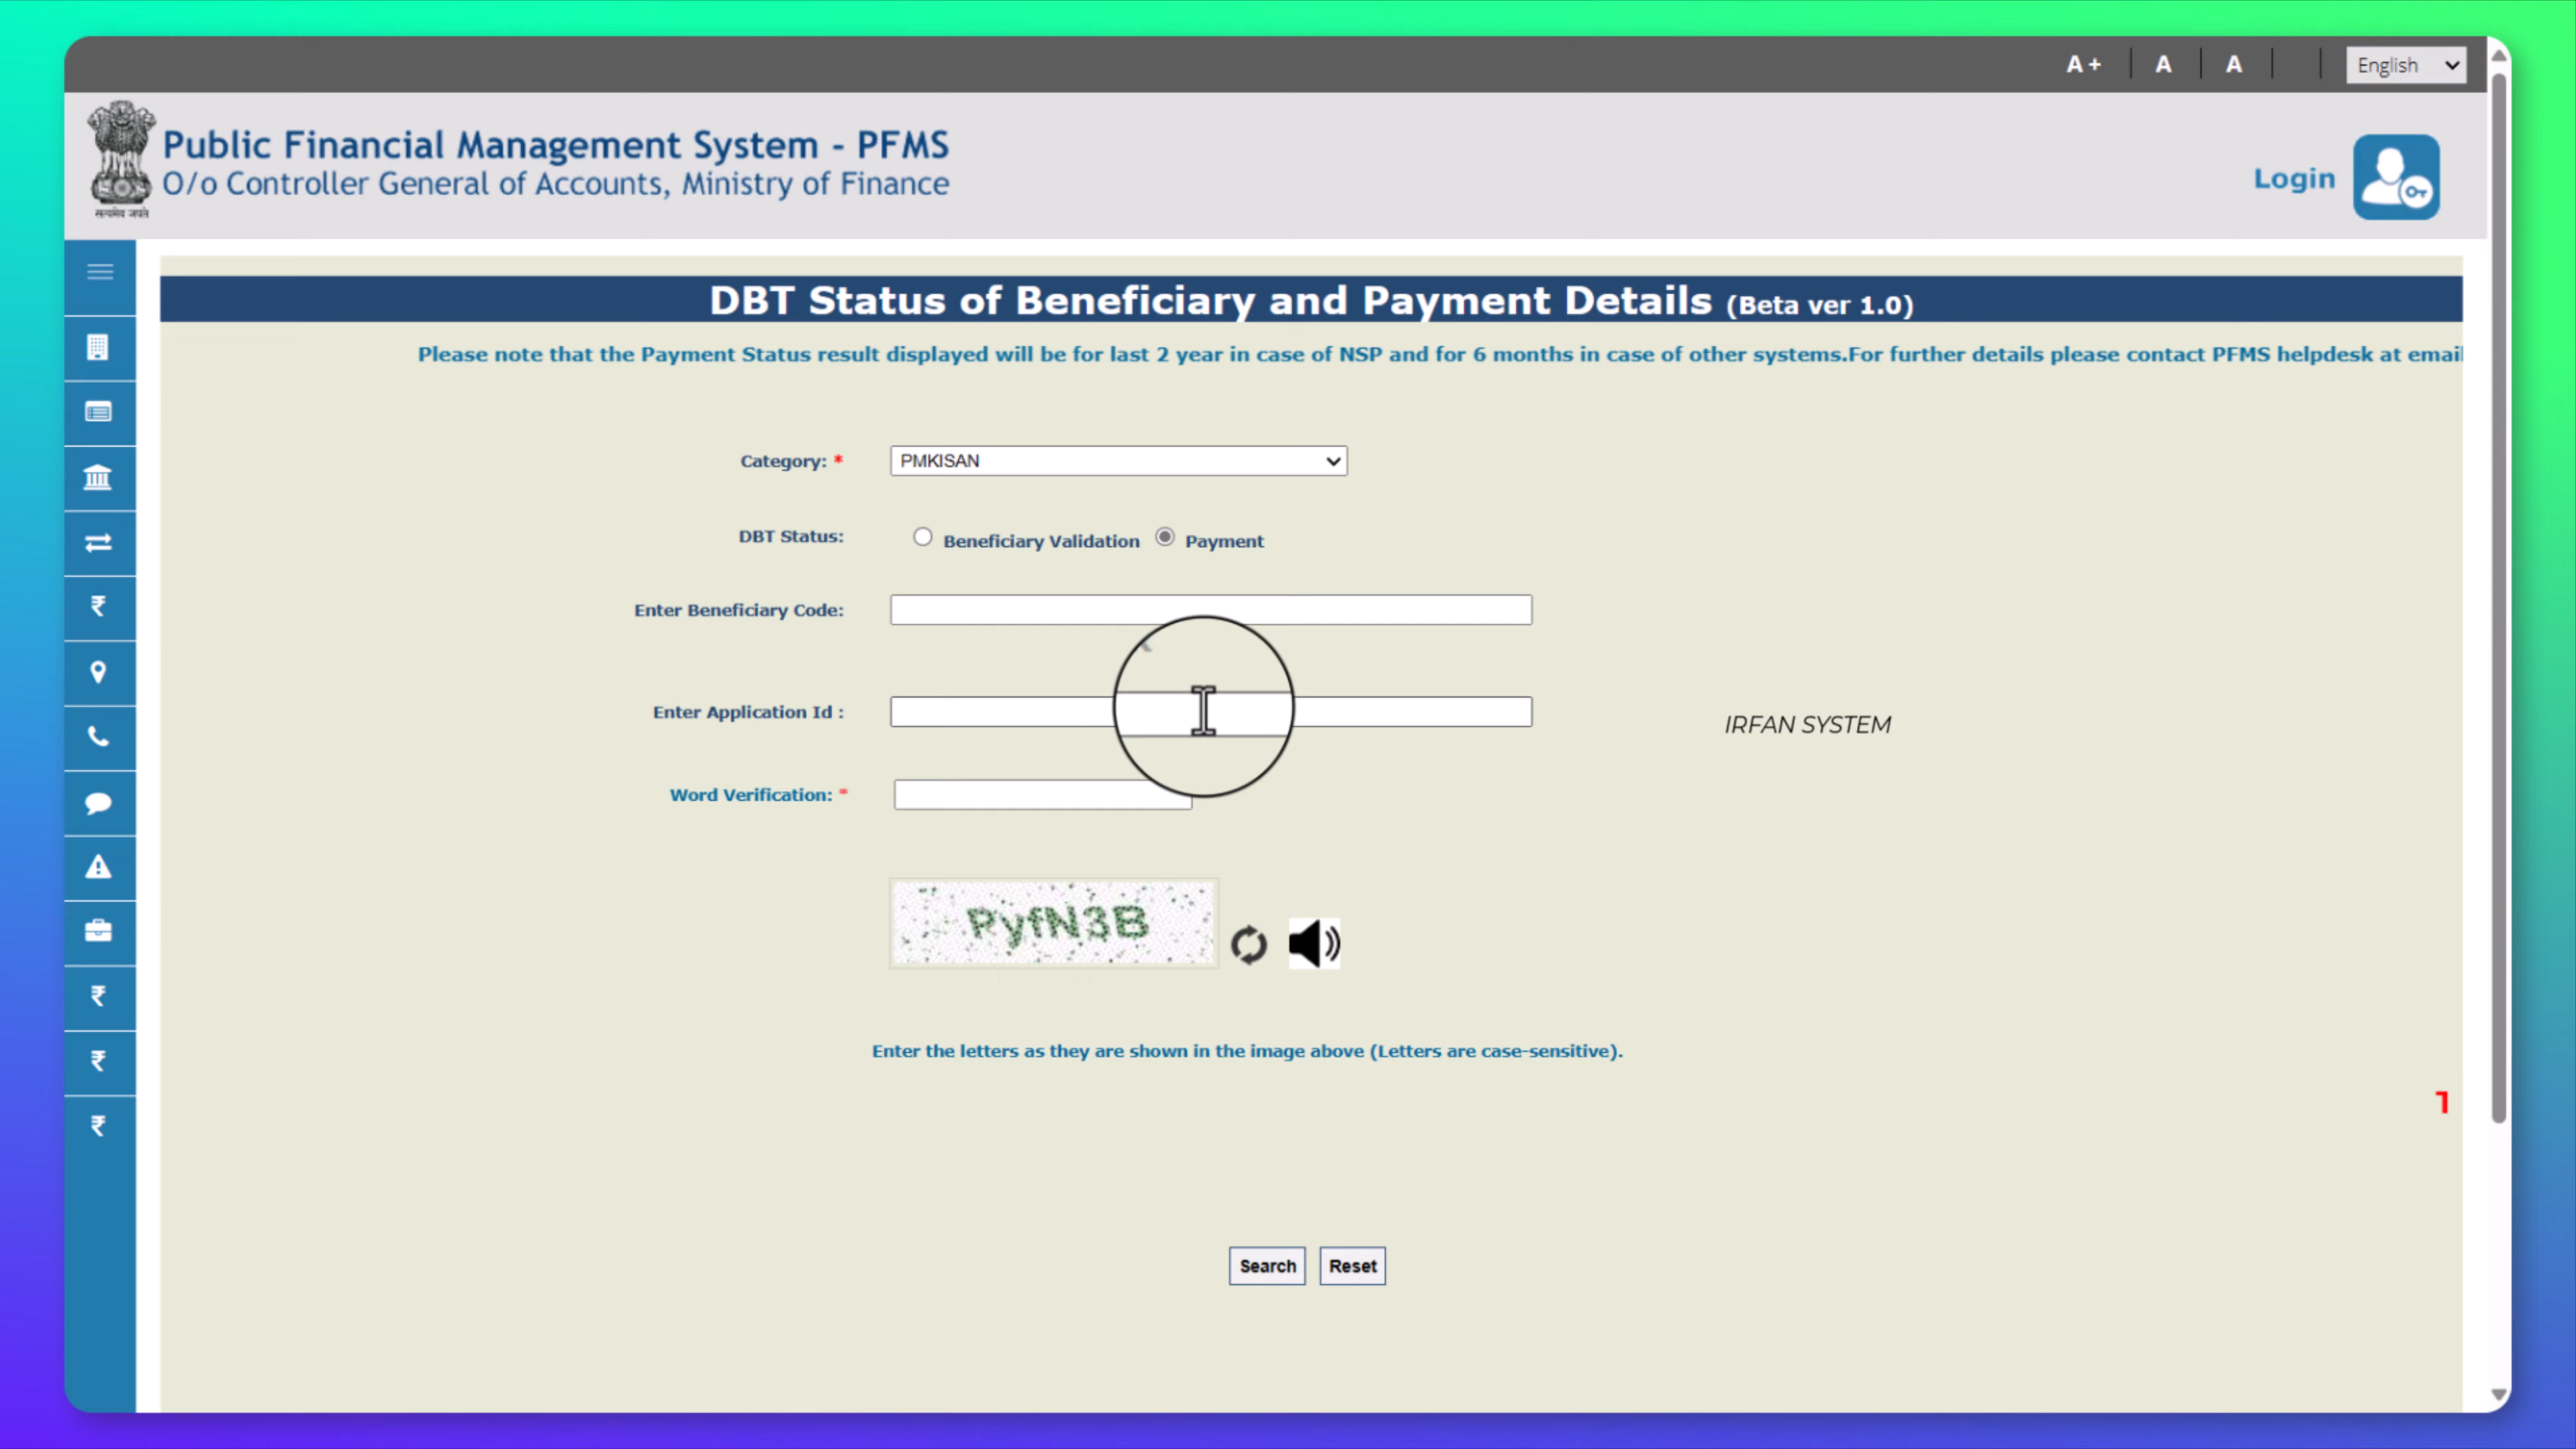 A+ A A English
Public Financial Management System - PFMS
O/o Controller General of Accounts, Ministry of Finance
सत्यमेव जयते
Login
DBT Status of Beneficiary and Payment Details (Beta ver 1.0)
Please note that the Payment Status result displayed will be for last 2 year in case of NSP and for 6 months in case of other systems.For further details please contact PFMS helpdesk at email
Category: * PMKISAN
DBT Status: Beneficiary Validation Payment
Enter Beneficiary Code:
Enter Application Id :
IRFAN SYSTEM
Word Verification: *
PyfN3B
Enter the letters as they are shown in the image above (Letters are case-sensitive).
Search Reset